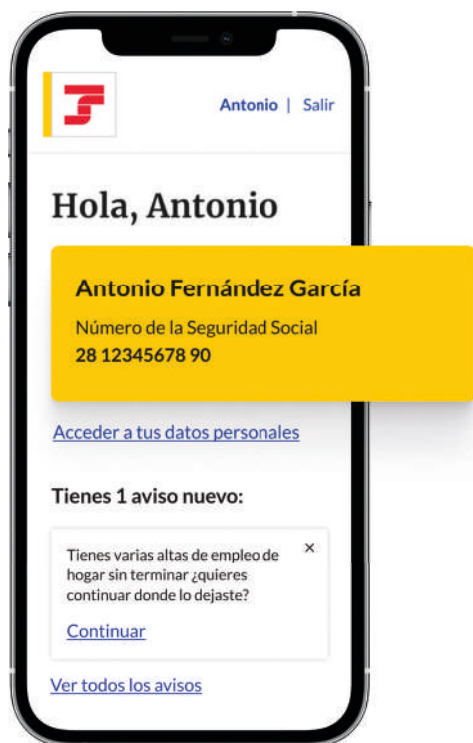 Antonio | Salir
Hola, Antonio
Antonio Fernández García
Número de la Seguridad Social
28 12345678 90
Acceder a tus datos personales
Tienes 1 aviso nuevo:
Tienes varias altas de empleo de ×
hogar sin terminar ¿quieres
continuar donde lo dejaste?
Continuar
Ver todos los avisos